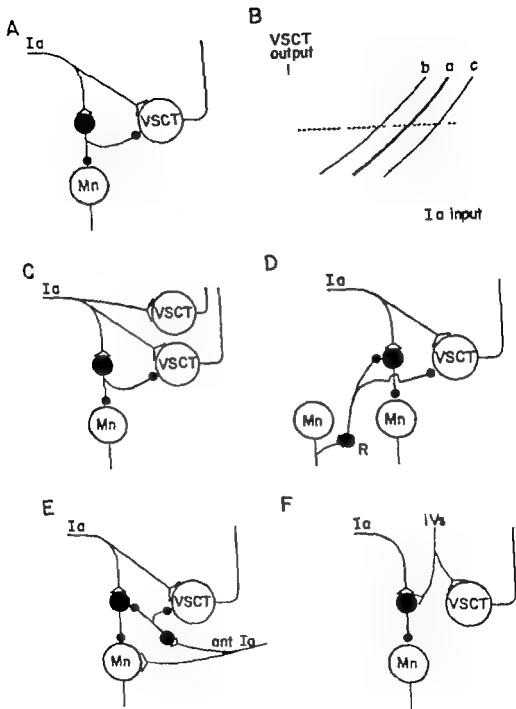 A
Ia
VSCT
Mn
B
VSCT
output
b a c
Ia input
C
Ia
VSCT
VSCT
Mn
D
Ia
VSCT
Mn
Mn
R
E
Ia
VSCT
ant Ia
Mn
F
Ia
IVs
VSCT
Mn